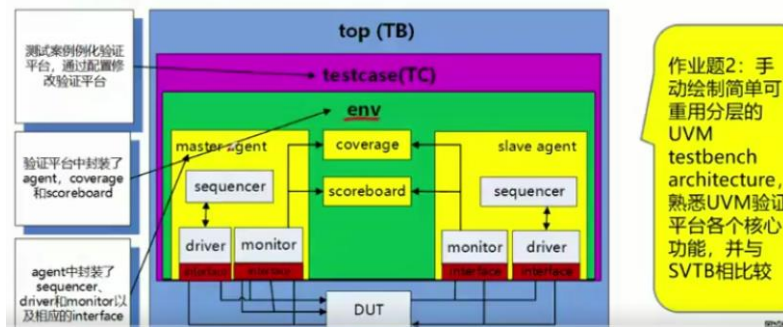 top (TB)
测试案例例化验证
平台，通过配置修
改验证平台
testcase(TC)
env
验证平台中封装了
agent，coverage
和scoreboard
master agent
coverage
slave agent
sequencer
scoreboard
sequencer
driver
monitor
monitor
driver
interface
interface
interface
interface
agent中封装了
sequencer、
driver和monitor以
及相应的interface
DUT
作业题2：手
动绘制简单可
重用分层的
UVM
testbench
architecture，
熟悉UVM验证
平台各个核心
功能，并与
SVTB相比较